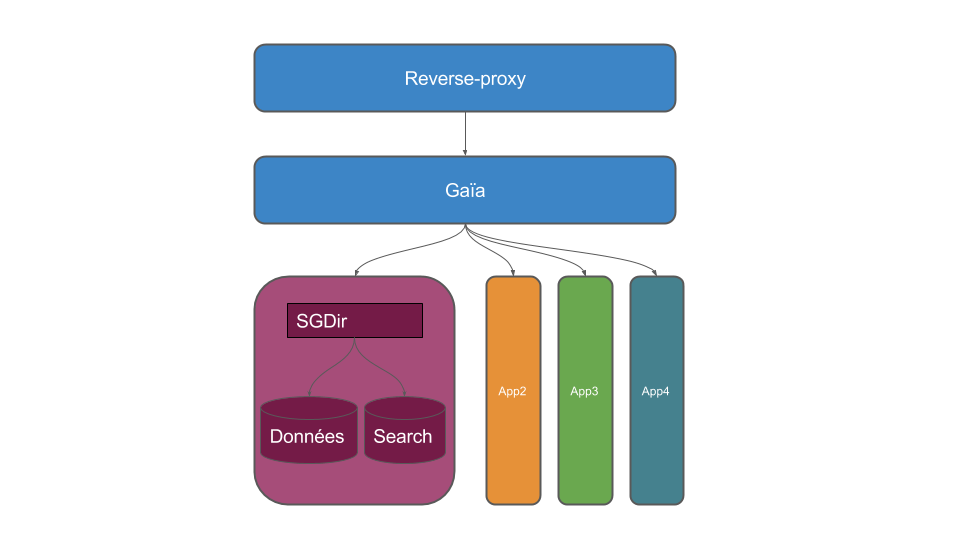 Reverse-proxy
Gaïa
SGDir
Données
Search
App2
App3
App4